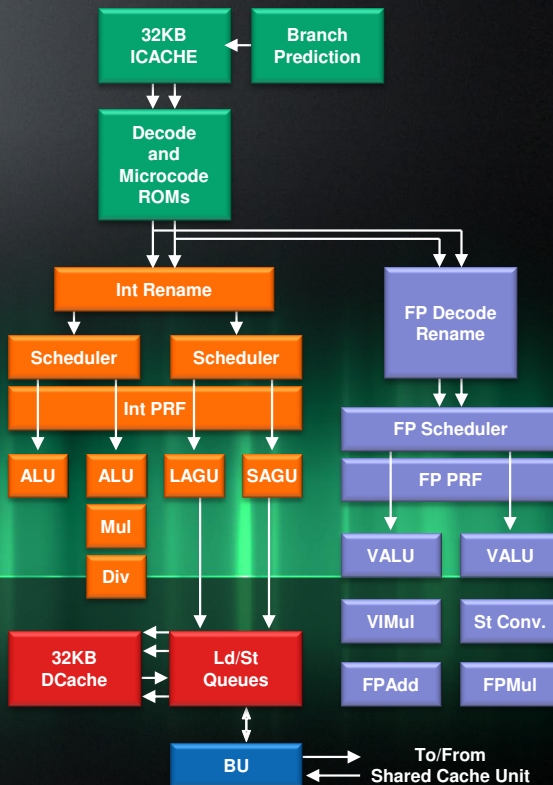 32KB
ICACHE
Branch
Prediction
Decode
and
Microcode
ROMs
Int Rename
FP Decode
Rename
Scheduler
Scheduler
Int PRF
FP Scheduler
FP PRF
ALU
ALU
LAGU
SAGU
Mul
Div
VALU
VALU
VIMul
St Conv.
FPAdd
FPMul
32KB
DCache
Ld/St
Queues
BU
To/From
Shared Cache Unit